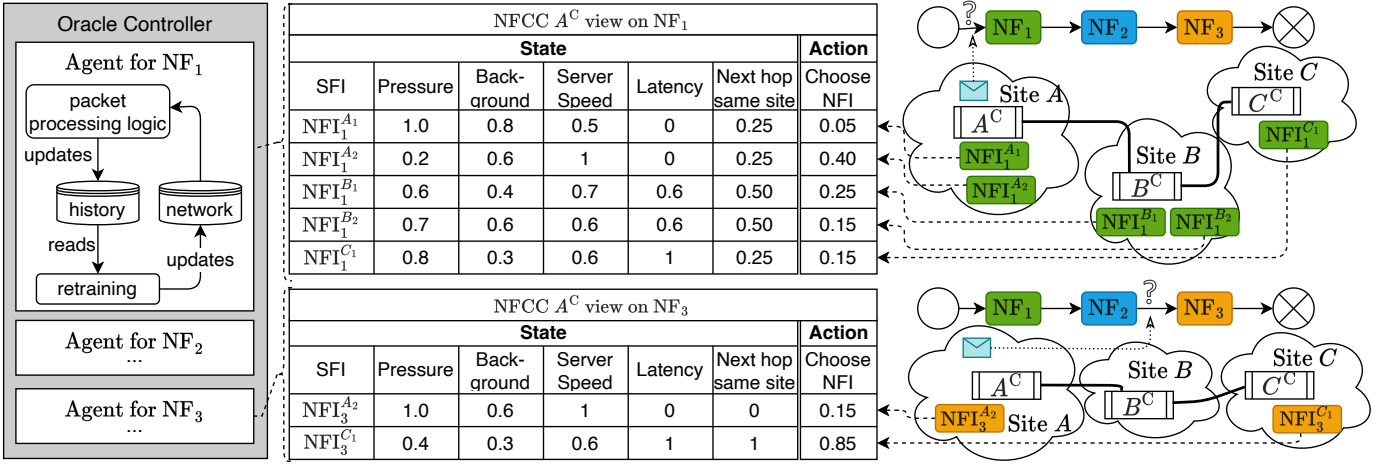 Oracle Controller
Agent for NF₁
packet
processing logic
updates
history
network
reads
updates
retraining
Agent for NF₂
...
Agent for NF₃
...
NFCC Aᶜ view on NF₁
State Action
SFI Pressure Back-ground Server Speed Latency Next hop same site Choose NFI
NFI₁^A₁ 1.0 0.8 0.5 0 0.25 0.05
NFI₁^A₂ 0.2 0.6 1 0 0.25 0.40
NFI₁^B₁ 0.6 0.4 0.7 0.6 0.50 0.25
NFI₁^B₂ 0.7 0.6 0.6 0.6 0.50 0.15
NFI₁^C₁ 0.8 0.3 0.6 1 0.25 0.15
NFCC Aᶜ view on NF₃
State Action
SFI Pressure Back-ground Server Speed Latency Next hop same site Choose NFI
NFI₃^A₂ 1.0 0.6 1 0 0 0.15
NFI₃^C₁ 0.4 0.3 0.6 1 1 0.85
?
NF₁ NF₂ NF₃
Site A
Aᶜ
NFI₁^A₁
NFI₁^A₂
Site B
Bᶜ
NFI₁^B₁ NFI₁^B₂
Site C
Cᶜ
NFI₁^C₁
?
NF₁ NF₂ NF₃
Aᶜ
NFI₃^A₂
Site A
Site B
Bᶜ
Site C
Cᶜ
NFI₃^C₁